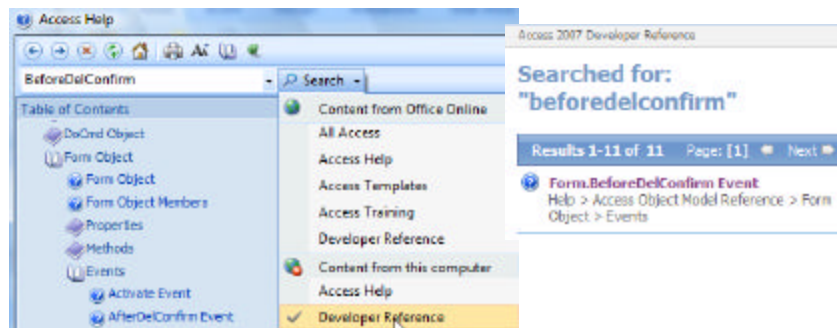 Access Help
BeforeDelConfirm
Search
Table of Contents
DoCmd Object
Form Object
Form Object
Form Object Members
Properties
Methods
Events
Activate Event
AfterDelConfirm Event
Content from Office Online
All Access
Access Help
Access Templates
Access Training
Developer Reference
Content from this computer
Access Help
Developer Reference
Access 2007 Developer Reference
Searched for:
"beforedelconfirm"
Results 1-11 of 11 Page: [1] Next
Form.BeforeDelConfirm Event
Help > Access Object Model Reference > Form
Object > Events